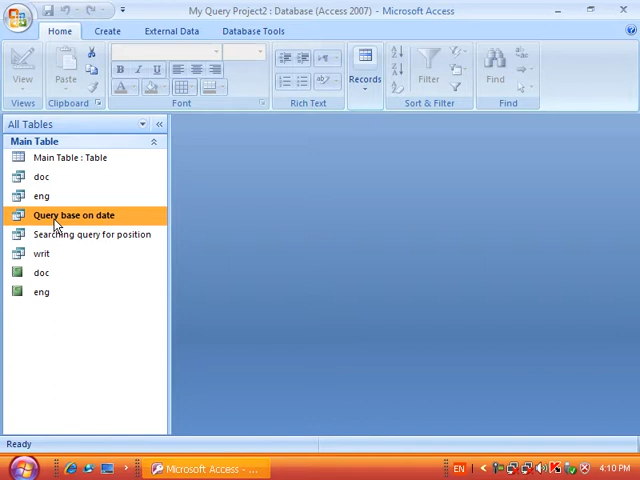 My Query Project2 : Database (Access 2007) - Microsoft Access
Home Create External Data Database Tools
View
Paste
Records
Filter
Find
B I U
A
ab
Views Clipboard Font Rich Text Sort & Filter Find
All Tables
Main Table
Main Table : Table
doc
eng
Query base on date
Searching query for position
writ
doc
eng
Ready
Microsoft Access - ...
EN
4:10 PM